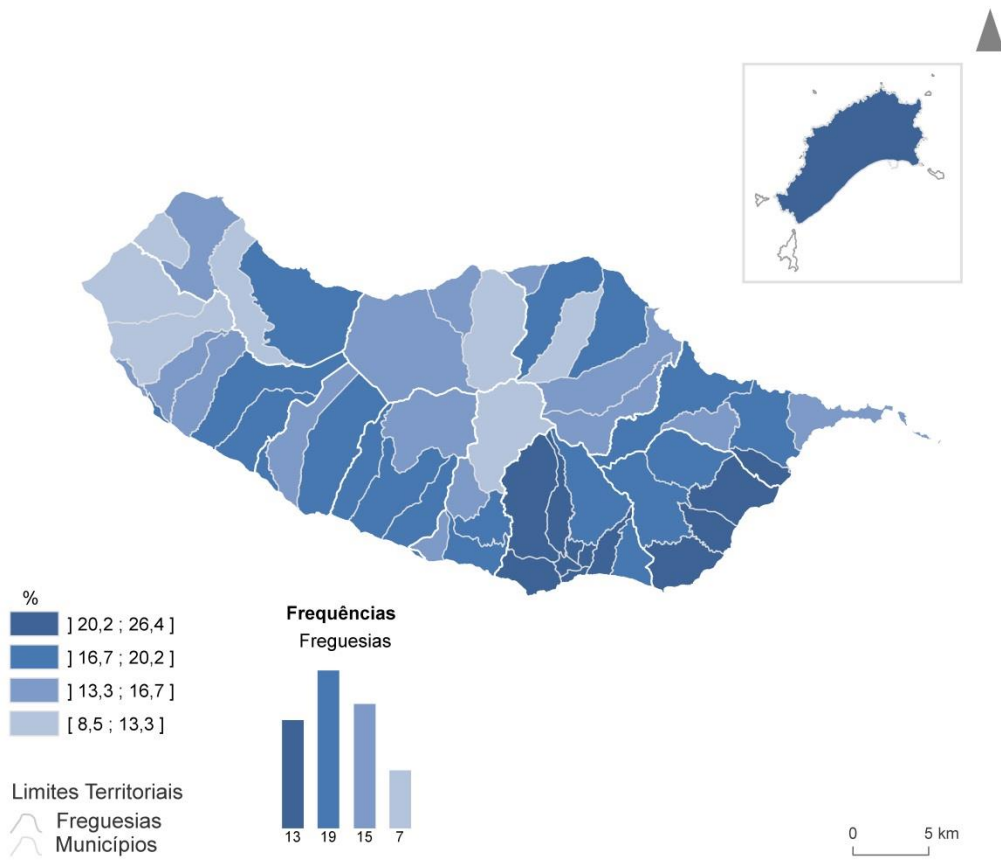 %
] 20,2 ; 26,4 ]
] 16,7 ; 20,2 ]
] 13,3 ; 16,7 ]
[ 8,5 ; 13,3 ]
Limites Territoriais
Freguesias
Municípios
Frequências
Freguesias
13 19 15 7
0 5 km